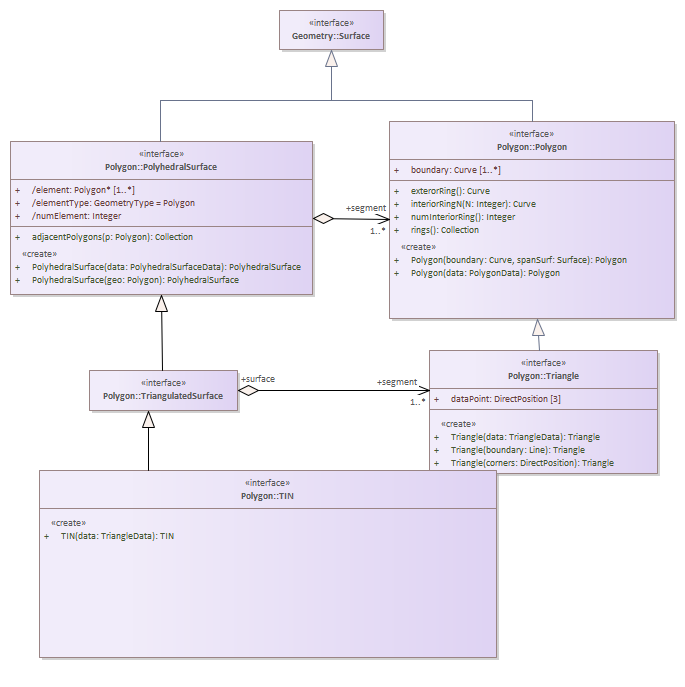 «interface»
Geometry::Surface
«interface»
Polygon::PolyhedralSurface
+ /element: Polygon* [1..*]
+ /elementType: GeometryType = Polygon
+ /numElement: Integer
+ adjacentPolygons(p: Polygon): Collection
«create»
+ PolyhedralSurface(data: PolyhedralSurfaceData): PolyhedralSurface
+ PolyhedralSurface(geo: Polygon): PolyhedralSurface
+segment
1..*
«interface»
Polygon::Polygon
+ boundary: Curve [1..*]
+ exterorRing(): Curve
+ interiorRingN(N: Integer): Curve
+ numInteriorRing(): Integer
+ rings(): Collection
«create»
+ Polygon(boundary: Curve, spanSurf: Surface): Polygon
+ Polygon(data: PolygonData): Polygon
«interface»
Polygon::TriangulatedSurface
+surface
+segment
1..*
«interface»
Polygon::Triangle
+ dataPoint: DirectPosition [3]
«create»
+ Triangle(data: TriangleData): Triangle
+ Triangle(boundary: Line): Triangle
+ Triangle(corners: DirectPosition): Triangle
«interface»
Polygon::TIN
«create»
+ TIN(data: TriangleData): TIN